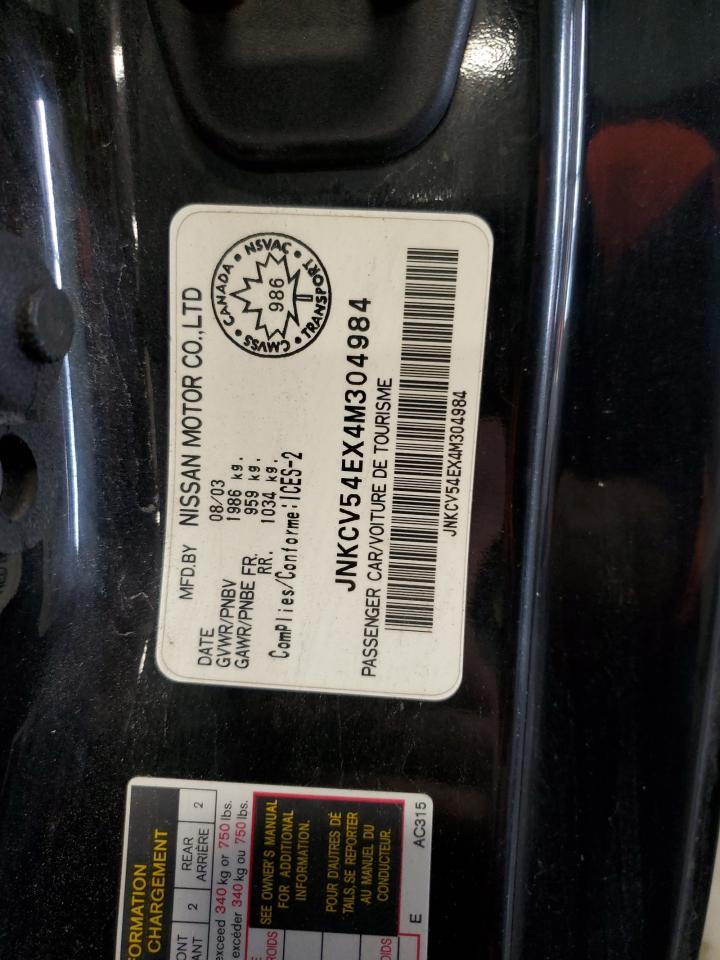 MFD.BY NISSAN MOTOR CO.,LTD
DATE 08/03
GVWR/PNBV 1986 kg.
GAWR/PNBE FR. 959 kg.
RR. 1034 kg.
Complies/Conforme:ICES-2
CANADA • NSVAC • TRANSPORT • CMVSS •
986
JNKCV54EX4M304984
PASSENGER CAR/VOITURE DE TOURISME
JNKCV54EX4M304984
CHARGEMENT
2 REAR 2
ARRIÈRE
exceed 340 kg or 750 lbs.
excéder 340 kg ou 750 lbs.
SEE OWNER'S MANUAL
FOR ADDITIONAL
INFORMATION.
POUR D'AUTRES DÉ
TAILS, SE REPORTER
AU MANUEL DU
CONDUCTEUR.
E AC315